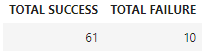 TOTAL SUCCESS TOTAL FAILURE
61 10